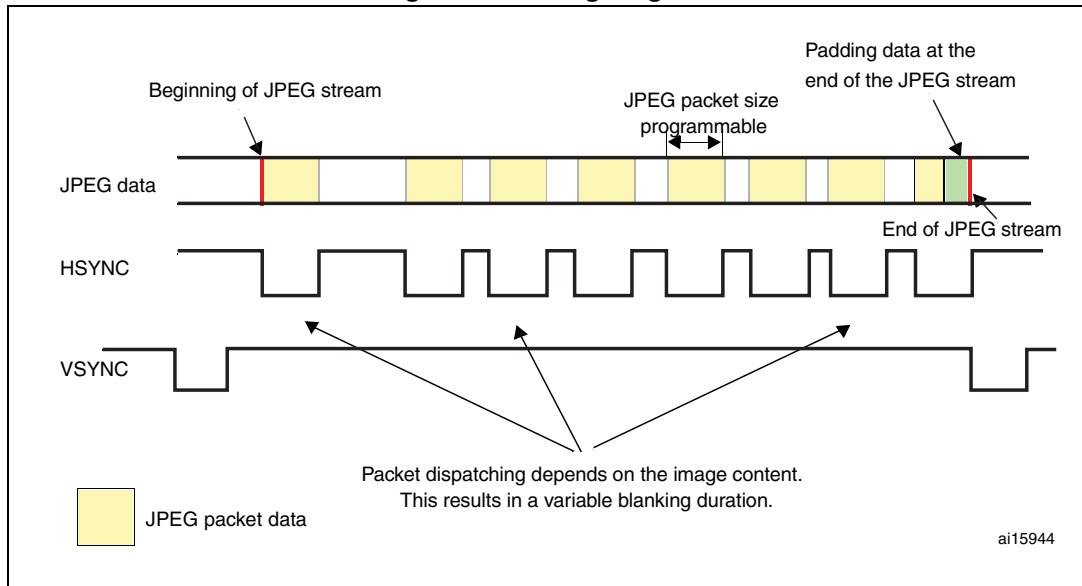 Padding data at the
end of the JPEG stream
Beginning of JPEG stream
JPEG packet size
programmable
JPEG data
End of JPEG stream
HSYNC
VSYNC
Packet dispatching depends on the image content.
This results in a variable blanking duration.
JPEG packet data
ai15944